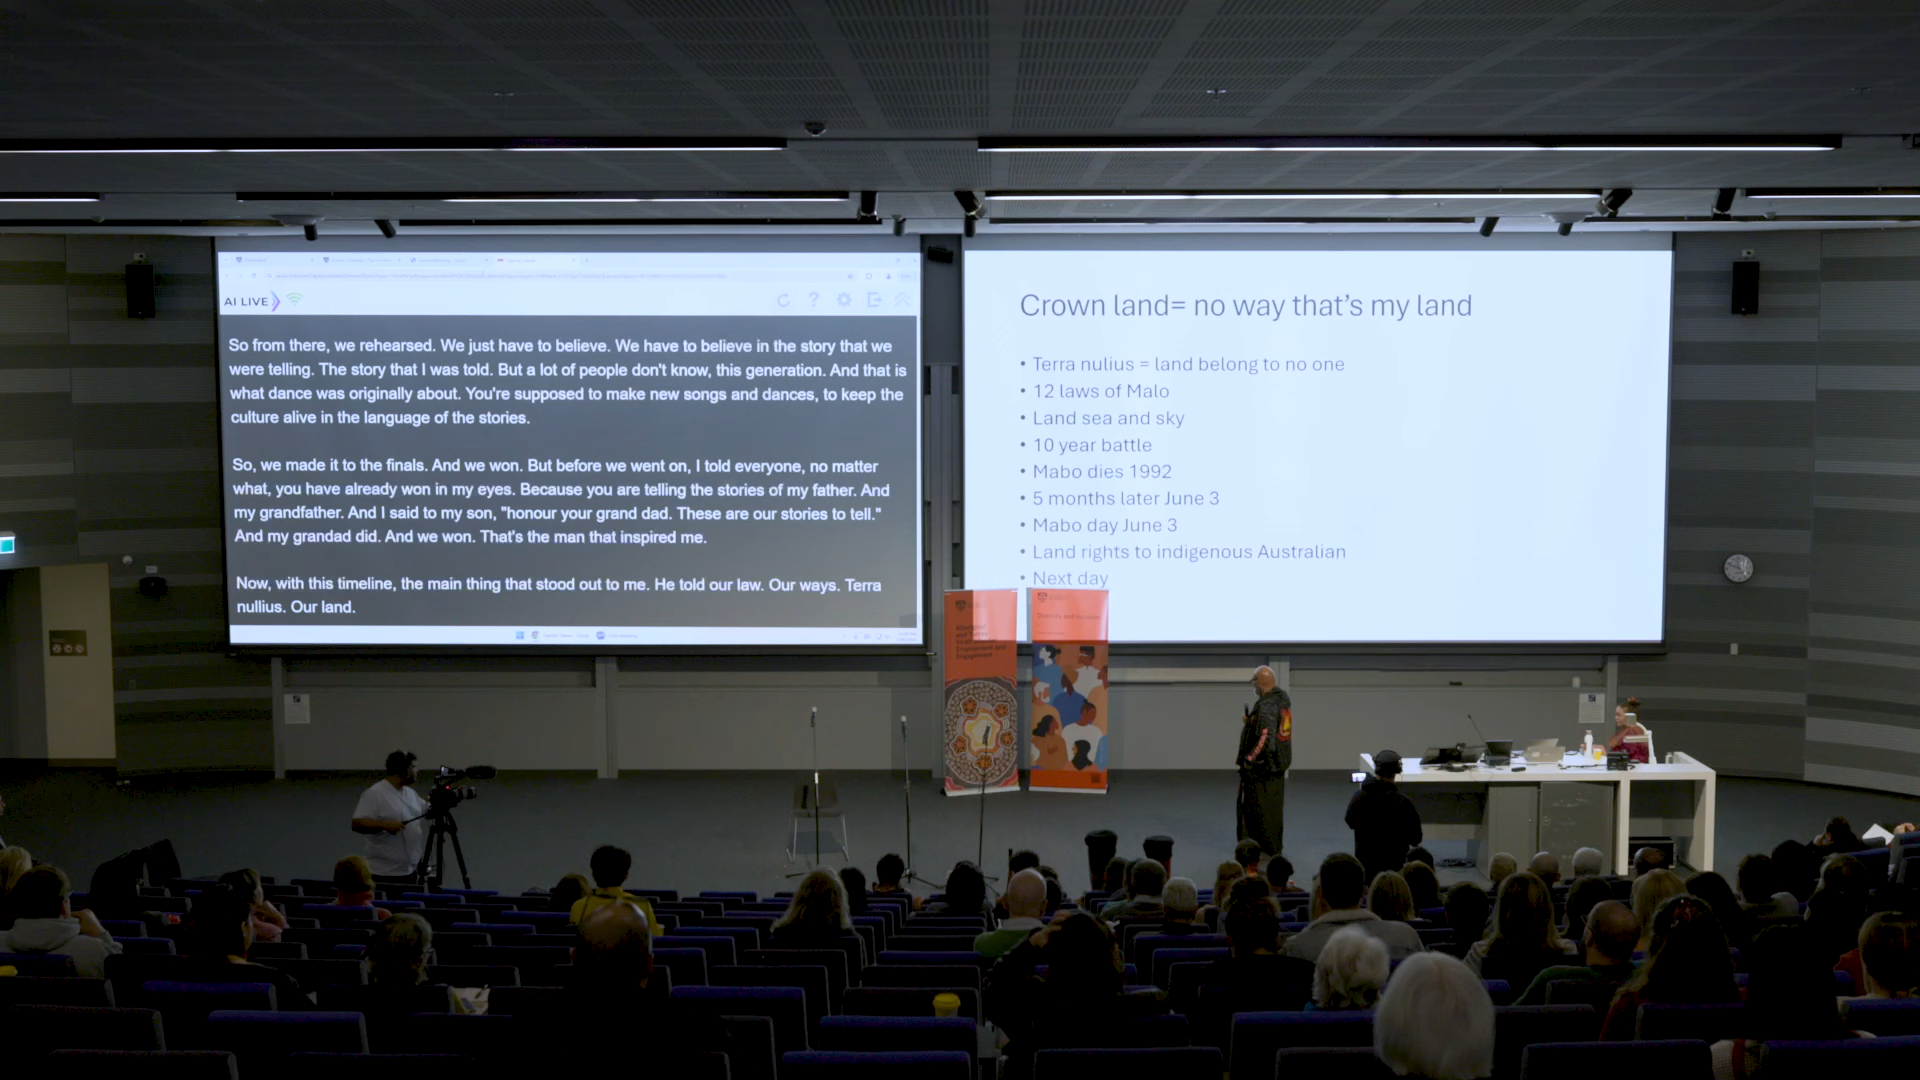 AI LIVE
So from there, we rehearsed. We just have to believe. We have to believe in the story that we
were telling. The story that I was told. But a lot of people don't know, this generation. And that is
what dance was originally about. You're supposed to make new songs and dances, to keep the
culture alive in the language of the stories.
So, we made it to the finals. And we won. But before we went on, I told everyone, no matter
what, you have already won in my eyes. Because you are telling the stories of my father. And
my grandfather. And I said to my son, "honour your grand dad. These are our stories to tell."
And my grandad did. And we won. That's the man that inspired me.
Now, with this timeline, the main thing that stood out to me. He told our law. Our ways. Terra
nullius. Our land.
Crown land= no way that's my land
• Terra nulius = land belong to no one
• 12 laws of Malo
• Land sea and sky
• 10 year battle
• Mabo dies 1992
• 5 months later June 3
• Mabo day June 3
• Land rights to indigenous Australian
• Next day
Employment and
Engagement
Diversity and Inclusion